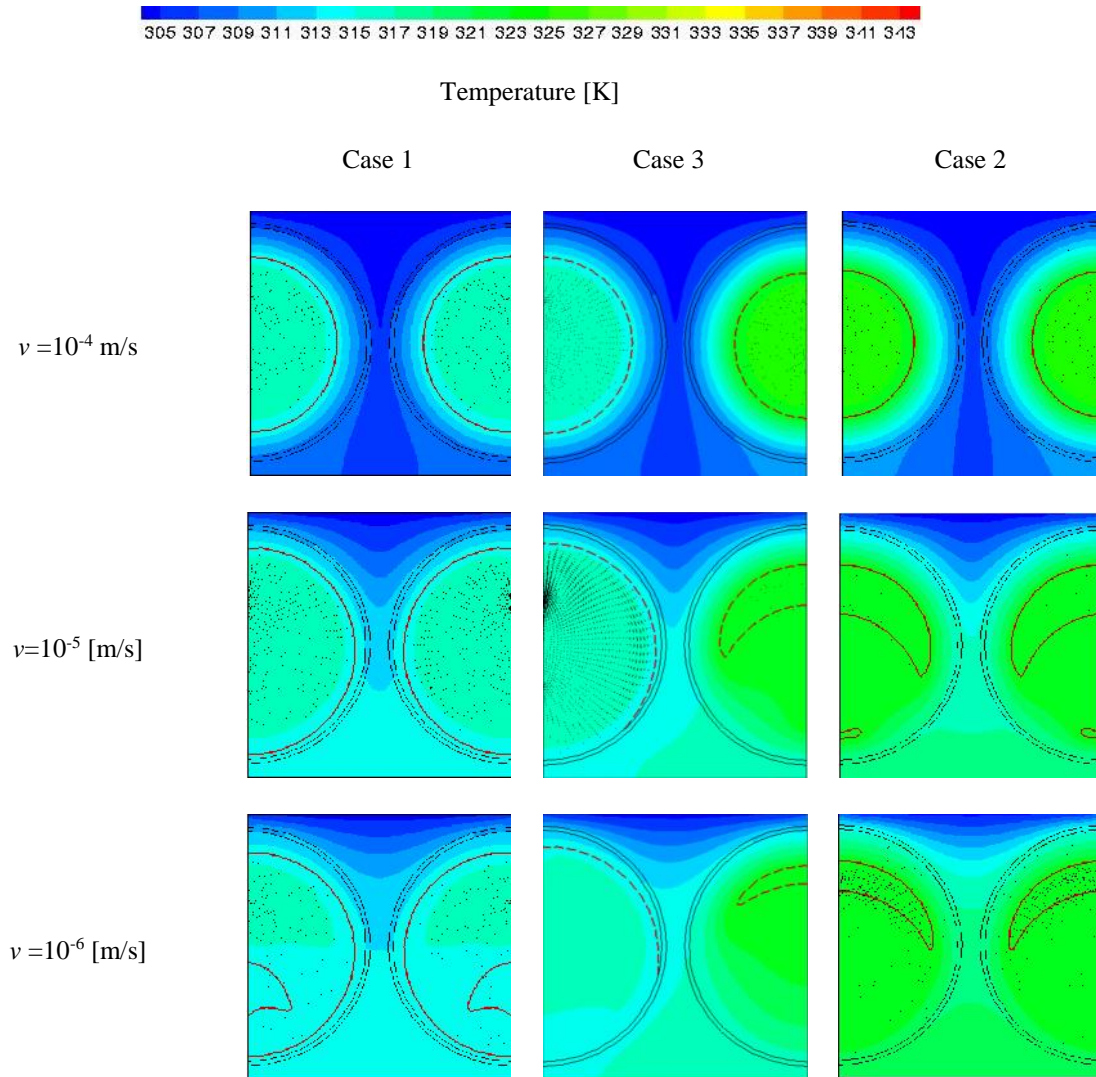 305 307 309 311 313 315 317 319 321 323 325 327 329 331 333 335 337 339 341 343
Temperature [K]
Case 1 Case 3 Case 2
v =10-4 m/s
v=10-5 [m/s]
v =10-6 [m/s]